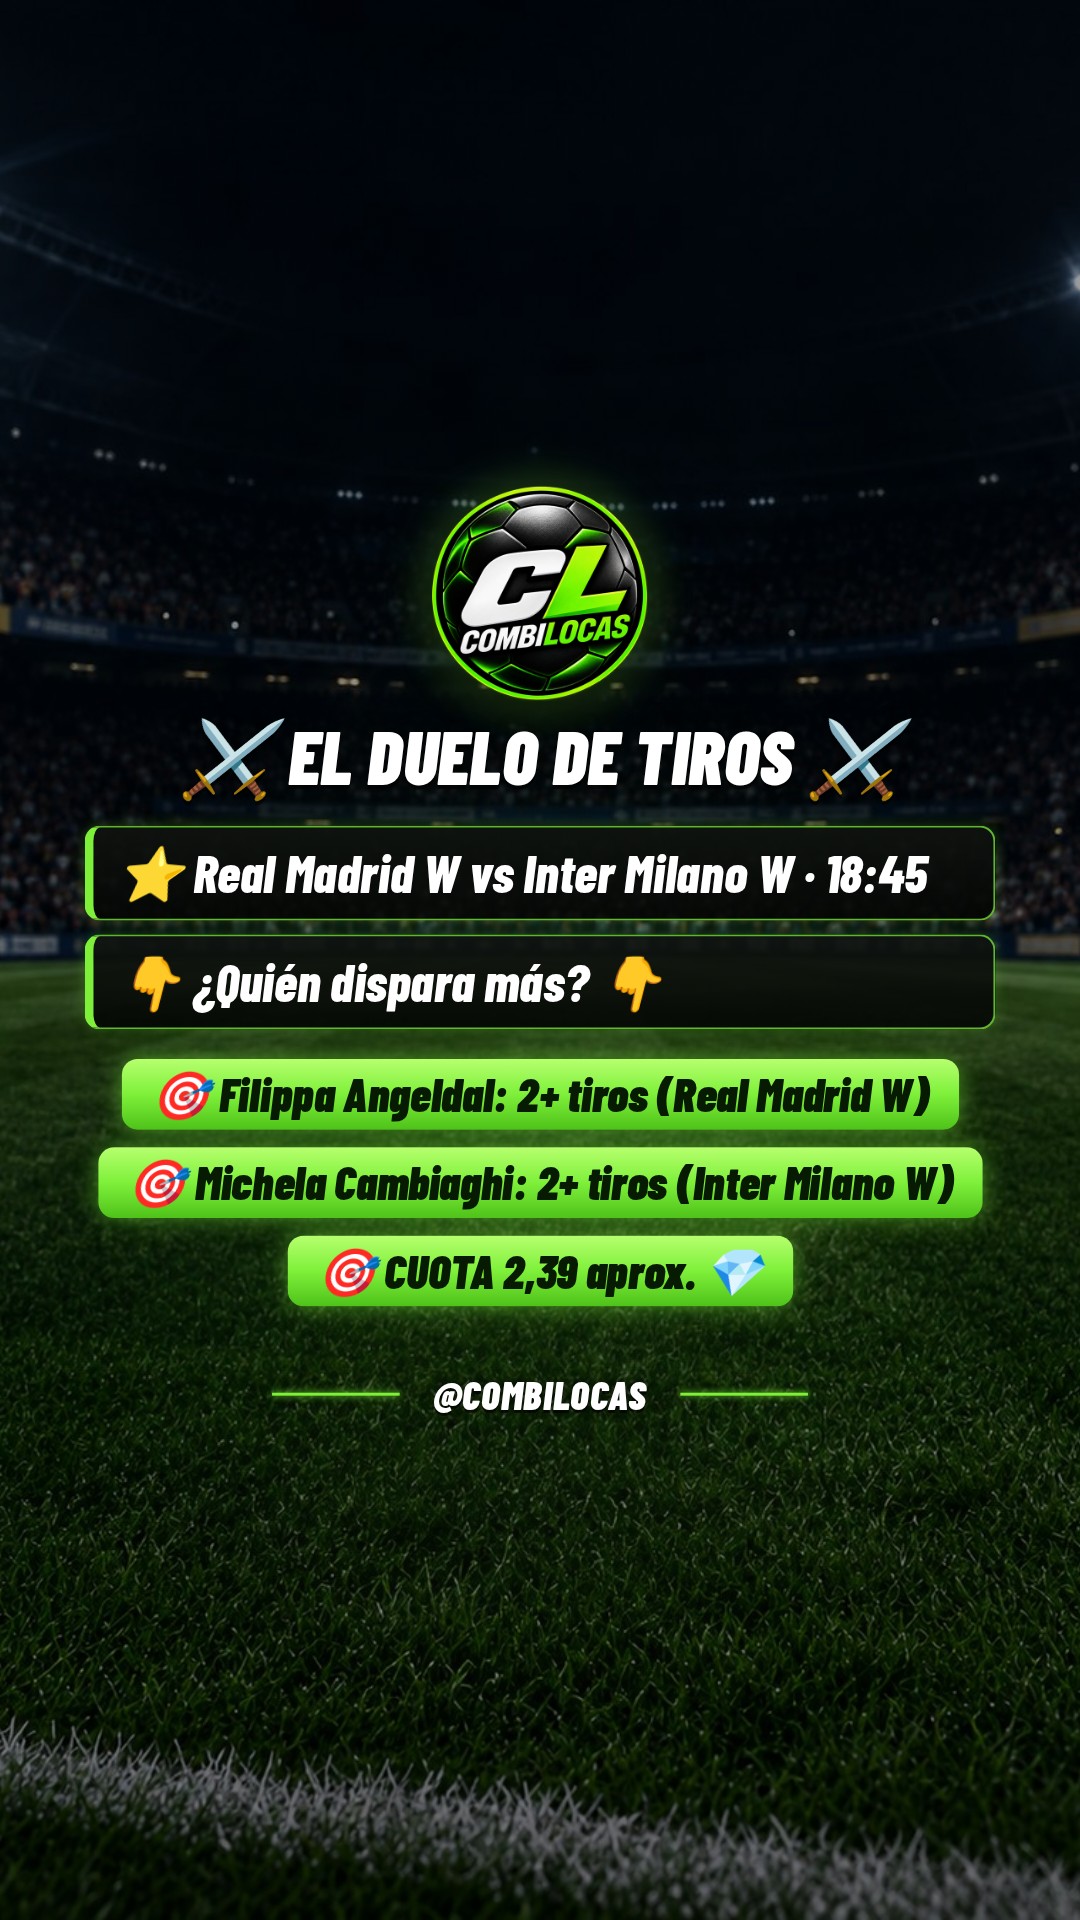 CL
COMBILOCAS
⚔️ EL DUELO DE TIROS ⚔️
⭐ Real Madrid W vs Inter Milano W · 18:45
👇 ¿Quién dispara más? 👇
🎯 Filippa Angeldal: 2+ tiros (Real Madrid W)
🎯 Michela Cambiaghi: 2+ tiros (Inter Milano W)
🎯 CUOTA 2,39 aprox. 💎
@COMBILOCAS